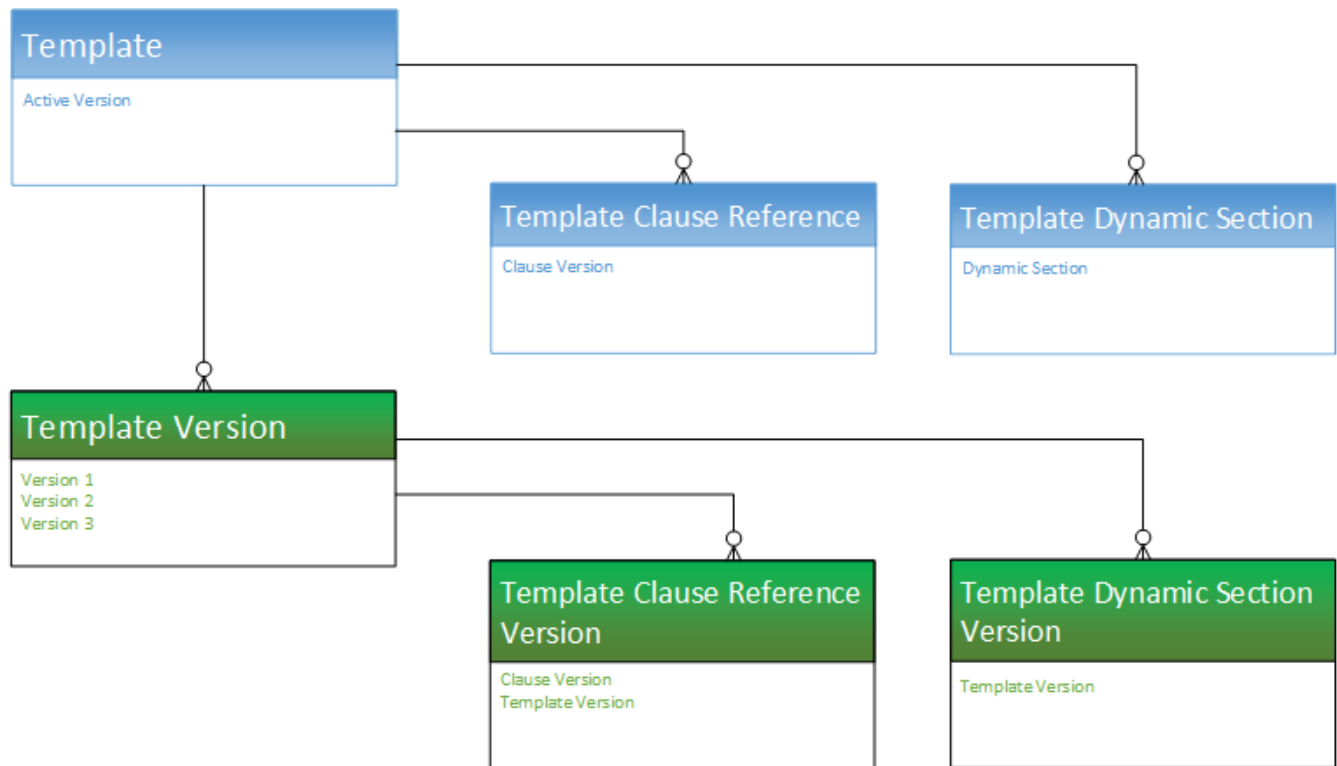 Template
Active Version
Template Clause Reference
Clause Version
Template Dynamic Section
Dynamic Section
Template Version
Version 1
Version 2
Version 3
Template Clause Reference
Version
Clause Version
Template Version
Template Dynamic Section
Version
Template Version